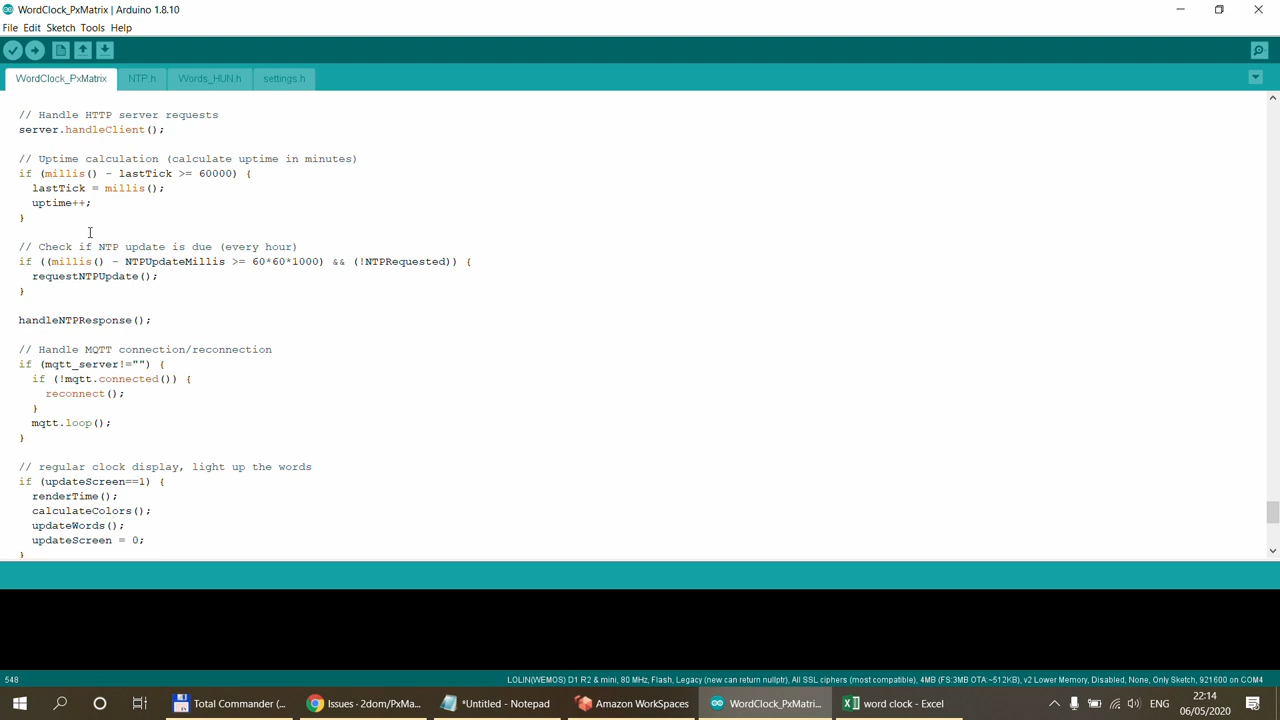 WordClock_PxMatrix | Arduino 1.8.10
File Edit Sketch Tools Help
WordClock_PxMatrix NTP.h Words_HUN.h settings.h
// Handle HTTP server requests
server.handleClient();
// Uptime calculation (calculate uptime in minutes)
if (millis() - lastTick >= 60000) {
lastTick = millis();
uptime++;
}
// Check if NTP update is due (every hour)
if ((millis() - NTPUpdateMillis >= 60*60*1000) && (!NTPRequested)) {
requestNTPUpdate();
}
handleNTPResponse();
// Handle MQTT connection/reconnection
if (mqtt_server!="") {
if (!mqtt.connected()) {
reconnect();
}
mqtt.loop();
}
// regular clock display, light up the words
if (updateScreen==1) {
renderTime();
calculateColors();
updateWords();
updateScreen = 0;
}
548 LOLIN(WEMOS) D1 R2 & mini, 80 MHz, Flash, Legacy (new can return nullptr), All SSL ciphers (most compatible), 4MB (FS:3MB OTA:~512KB), v2 Lower Memory, Disabled, None, Only Sketch, 921600 on COM4
Total Commander (... Issues - 2dom/PxMa... *Untitled - Notepad Amazon WorkSpaces WordClock_PxMatri... word clock - Excel ENG 22:14
06/05/2020